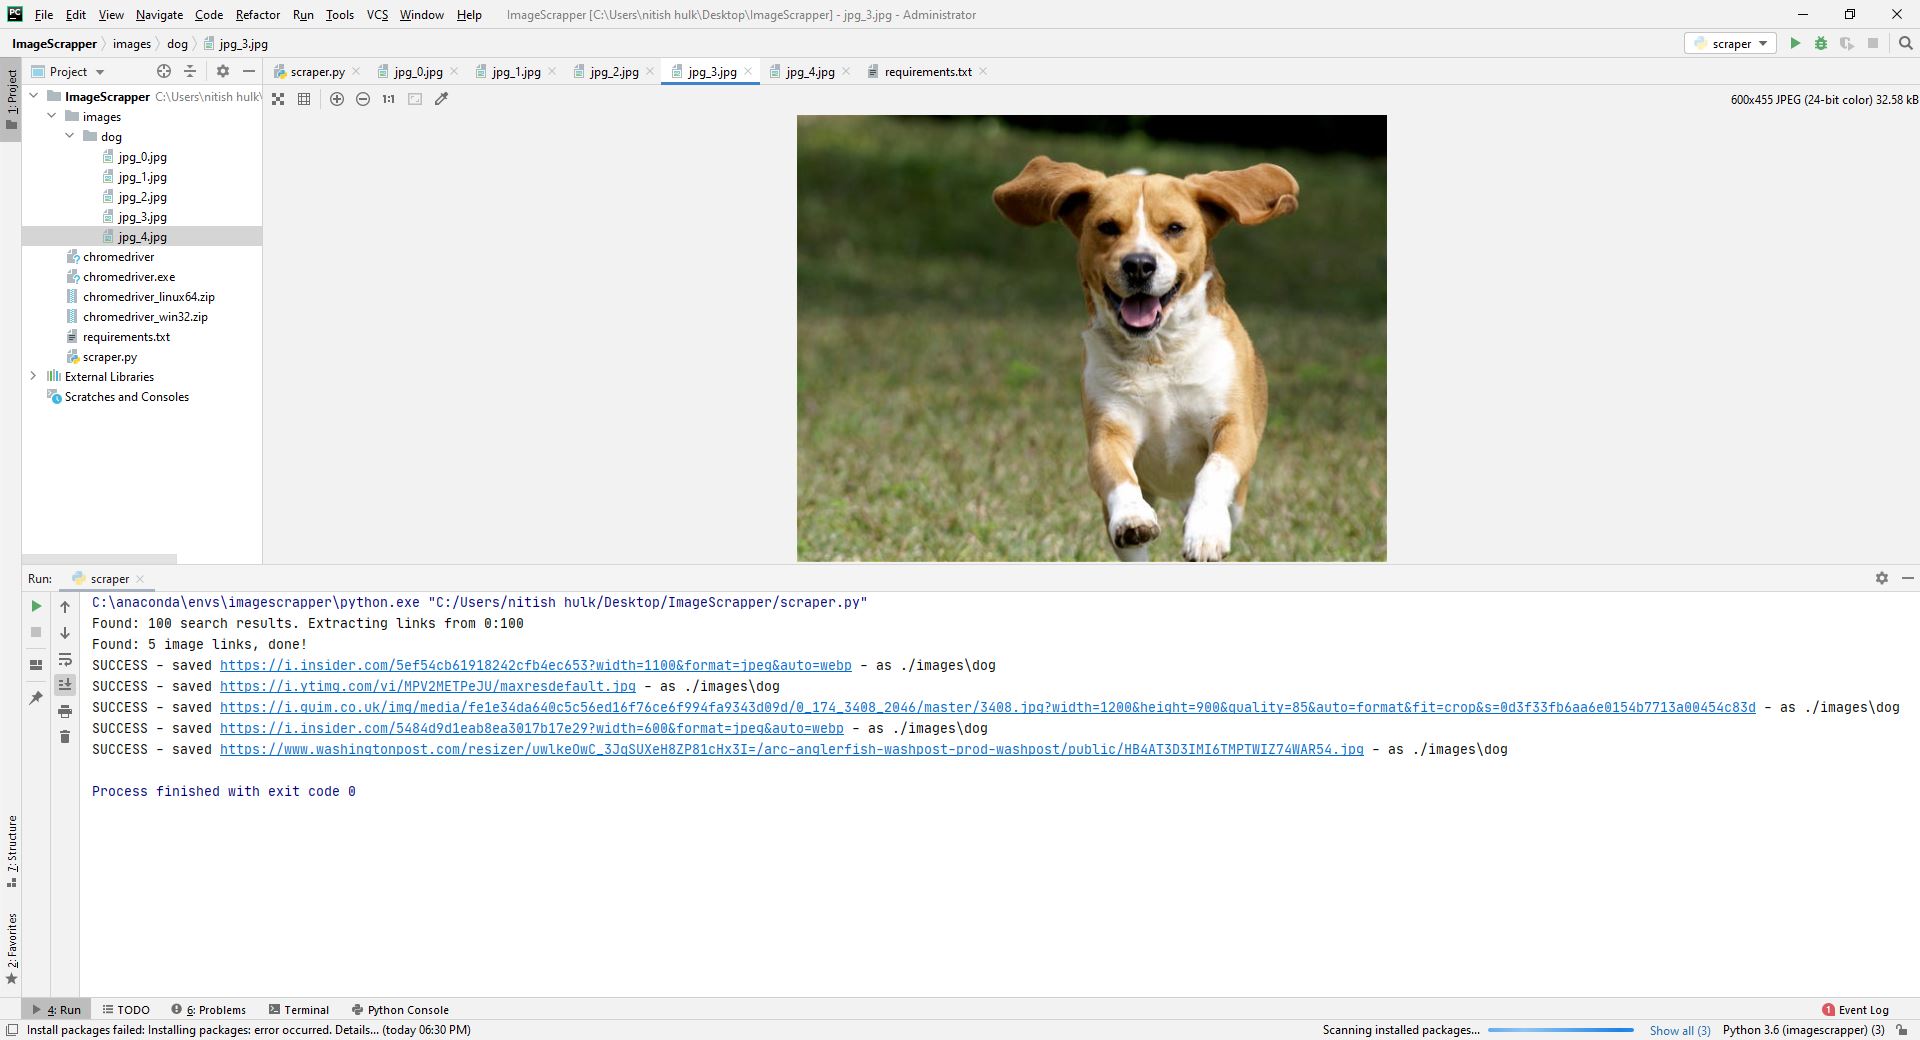 PC File Edit View Navigate Code Refactor Run Tools VCS Window Help ImageScrapper [C:\Users\nitish hulk\Desktop\ImageScrapper] - jpg_3.jpg - Administrator
ImageScrapper images dog jpg_3.jpg scraper
Project scraper.py jpg_0.jpg jpg_1.jpg jpg_2.jpg jpg_3.jpg jpg_4.jpg requirements.txt
1: Project
ImageScrapper C:\Users\nitish hulk\
1:1 600x455 JPEG (24-bit color) 32.58 kB
images
dog
jpg_0.jpg
jpg_1.jpg
jpg_2.jpg
jpg_3.jpg
jpg_4.jpg
chromedriver
chromedriver.exe
chromedriver_linux64.zip
chromedriver_win32.zip
requirements.txt
scraper.py
External Libraries
Scratches and Consoles
Run: scraper
C:\anaconda\envs\imagescrapper\python.exe "C:/Users/nitish hulk/Desktop/ImageScrapper/scraper.py"
Found: 100 search results. Extracting links from 0:100
Found: 5 image links, done!
SUCCESS - saved https://i.insider.com/5ef54cb61918242cfb4ec653?width=1100&format=jpeg&auto=webp - as ./images\dog
SUCCESS - saved https://i.ytimg.com/vi/MPV2METPeJU/maxresdefault.jpg - as ./images\dog
SUCCESS - saved https://i.guim.co.uk/img/media/fe1e34da640c5c56ed16f76ce6f994fa9343d09d/0_174_3408_2046/master/3408.jpg?width=1200&height=900&quality=85&auto=format&fit=crop&s=0d3f33fb6aa6e0154b7713a00454c83d - as ./images\dog
SUCCESS - saved https://i.insider.com/5484d9d1eab8ea3017b17e29?width=600&format=jpeg&auto=webp - as ./images\dog
SUCCESS - saved https://www.washingtonpost.com/resizer/uwlkeOwC_3JqSUXeH8ZP81cHx3I=/arc-anglerfish-washpost-prod-washpost/public/HB4AT3D3IMI6TMPTWIZ74WAR54.jpg - as ./images\dog
Process finished with exit code 0
7: Structure
2: Favorites
4: Run TODO 6: Problems Terminal Python Console 1 Event Log
Install packages failed: Installing packages: error occurred. Details... (today 06:30 PM) Scanning installed packages... Show all (3) Python 3.6 (imagescrapper) (3)